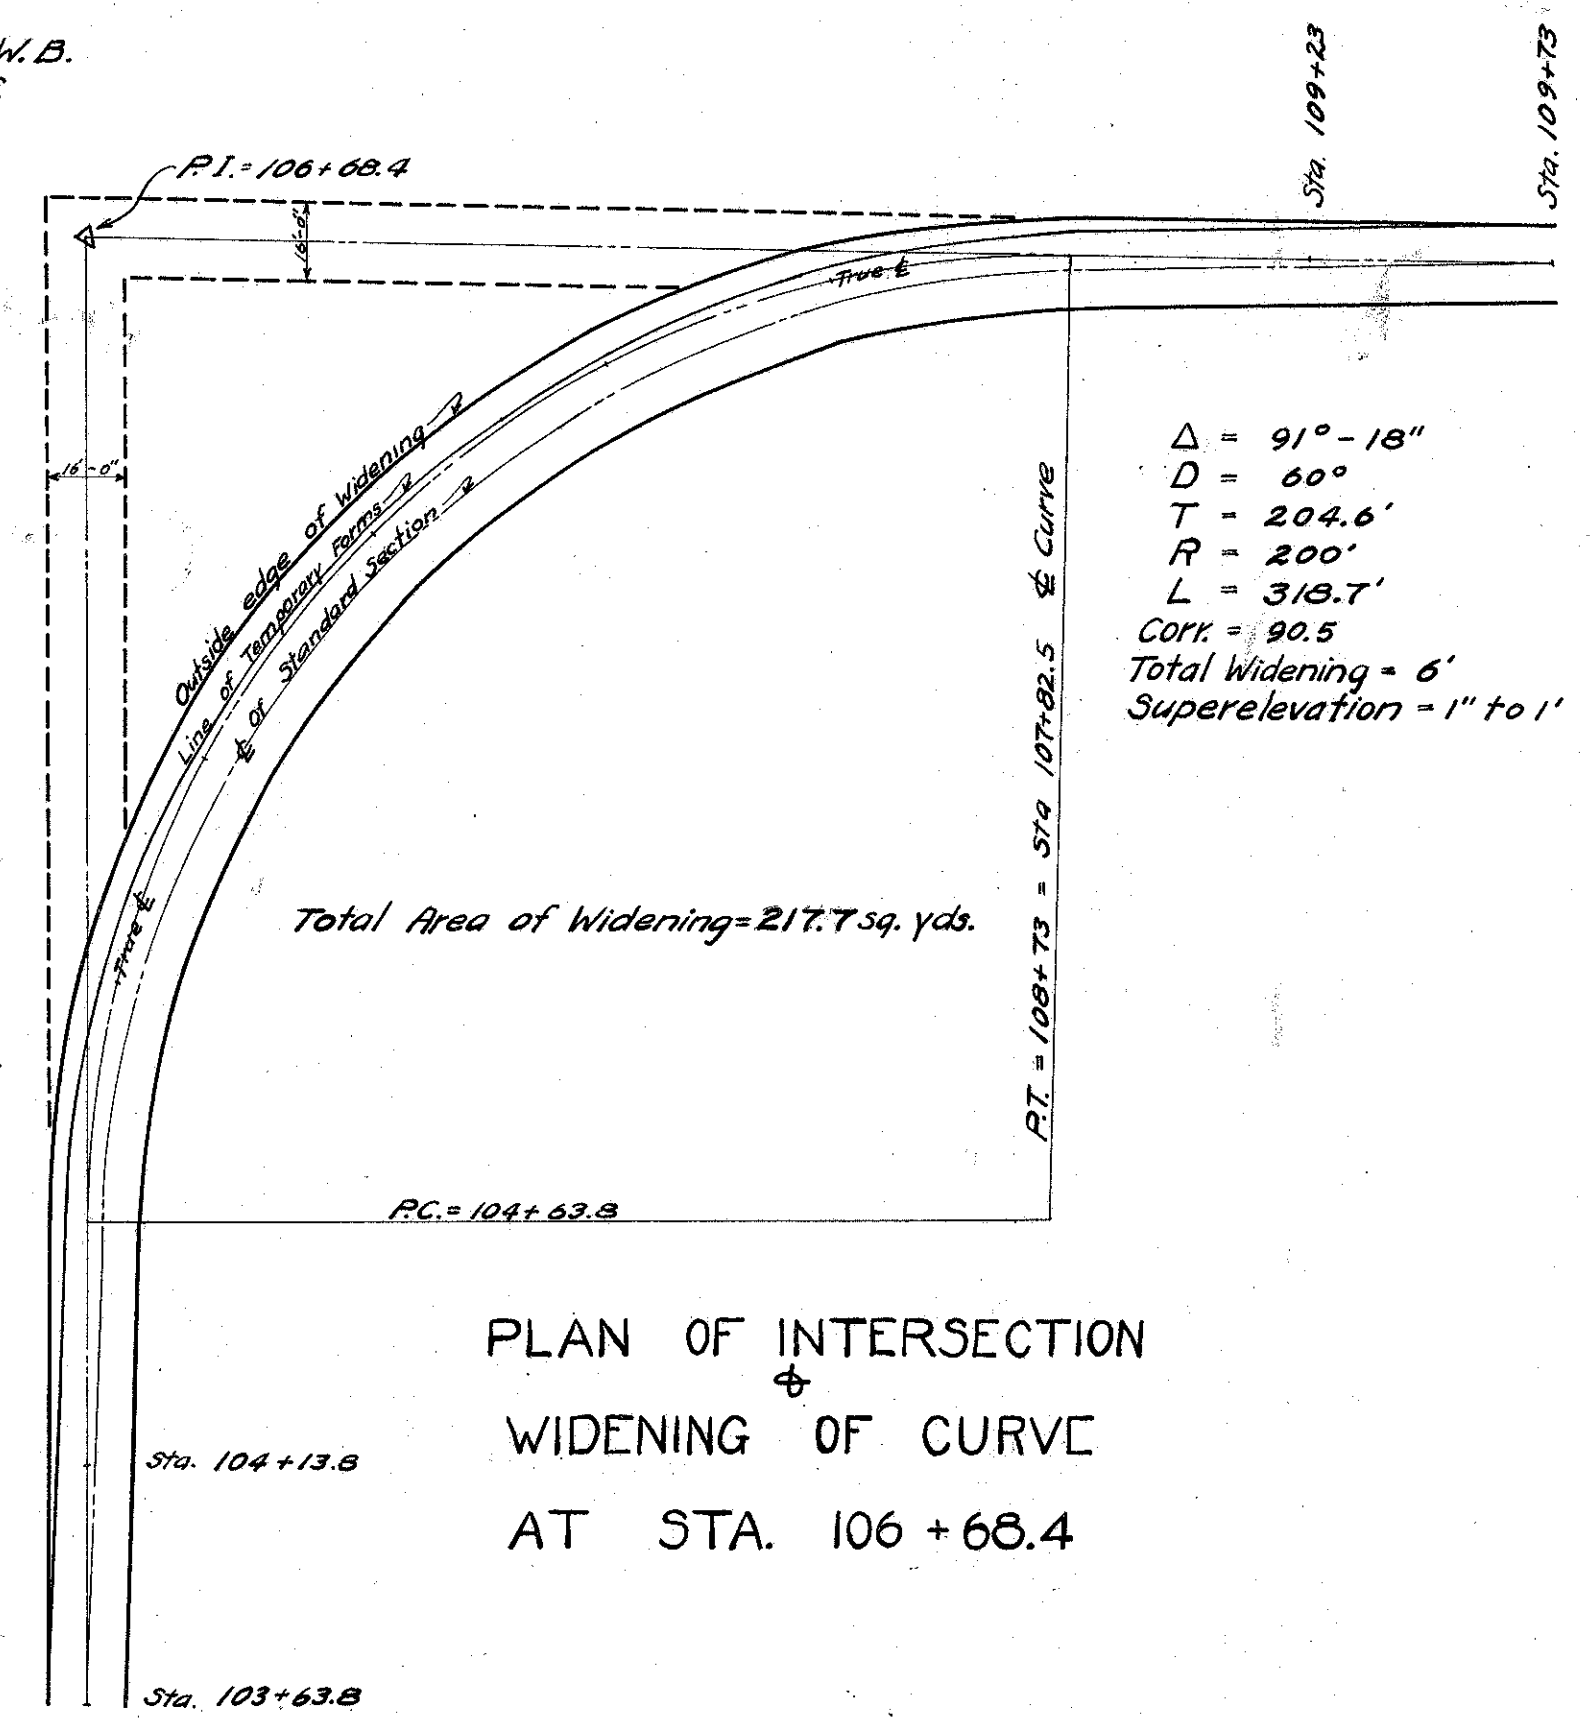 W.B.
Sta. 109+23
Sta. 109+73
P.I. = 106+68.4
16'-0"
True ℄
16'-0"
Δ = 91° - 18"
D = 60°
T = 204.6'
R = 200'
L = 318.7'
Corr. = 90.5
Total Widening = 6'
Superelevation = 1" to 1'
Outside edge of Widening
Line of Temporary Forms
℄ of Standard Section
P.T. = 108+73 = Sta 107+82.5 ℄ Curve
True ℄
Total Area of Widening = 217.7 sq. yds.
P.C. = 104+63.8
PLAN OF INTERSECTION
&
WIDENING OF CURVE
AT STA. 106 + 68.4
Sta. 104+13.8
Sta. 103+63.8